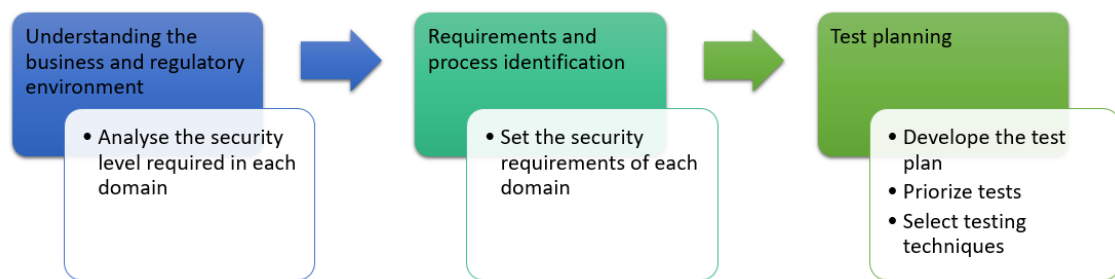 Understanding the
business and regulatory
environment
• Analyse the security
level required in each
domain
Requirements and
process identification
• Set the security
requirements of each
domain
Test planning
• Develope the test
plan
• Priorize tests
• Select testing
techniques